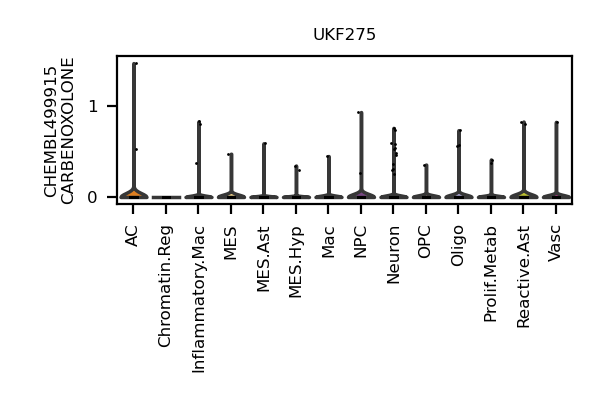 UKF275
CHEMBL499915
CARBENOXOLONE
1
0
AC
Chromatin.Reg
Inflammatory.Mac
MES
MES.Ast
MES.Hyp
Mac
NPC
Neuron
OPC
Oligo
Prolif.Metab
Reactive.Ast
Vasc